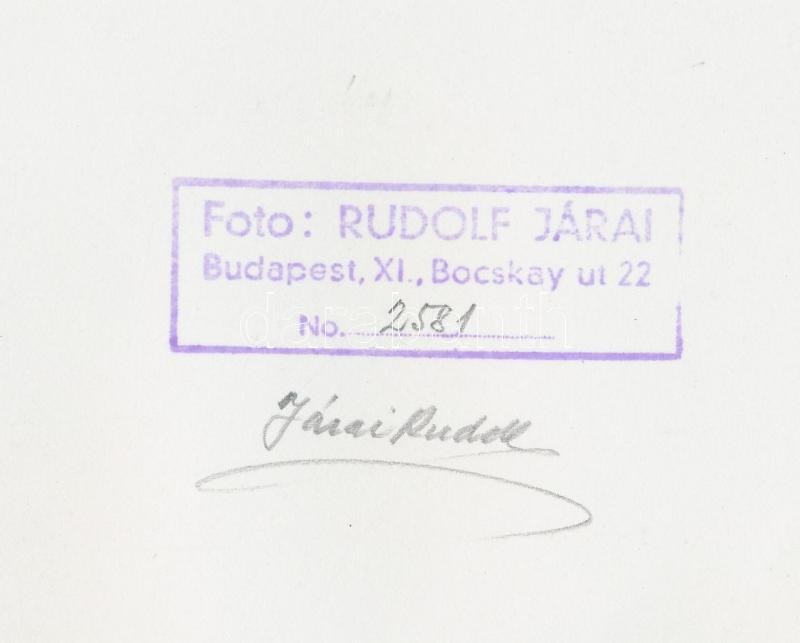 Foto: RUDOLF JÁRAI
Budapest, XI., Bocskay ut 22
No. 2581
Járai Rudolf